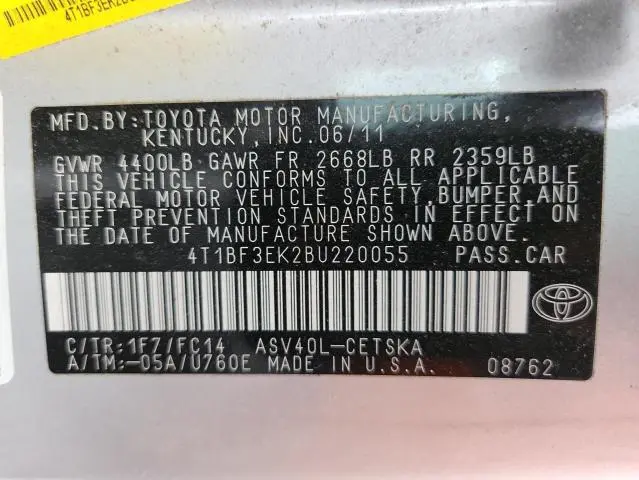 4T1BF3EK2BU
MFD.BY:TOYOTA MOTOR MANUFACTURING,
KENTUCKY,INC.06/11
GVWR 4400LB GAWR FR 2668LB RR 2359LB
THIS VEHICLE CONFORMS TO ALL APPLICABLE
FEDERAL MOTOR VEHICLE SAFETY,BUMPER,AND
THEFT PREVENTION STANDARDS IN EFFECT ON
THE DATE OF MANUFACTURE SHOWN ABOVE.
4T1BF3EK2BU220055 PASS.CAR
C/TR:1F7/FC14 ASV40L-CETSKA
A/TM:-05A/U760E MADE IN U.S.A. 08762